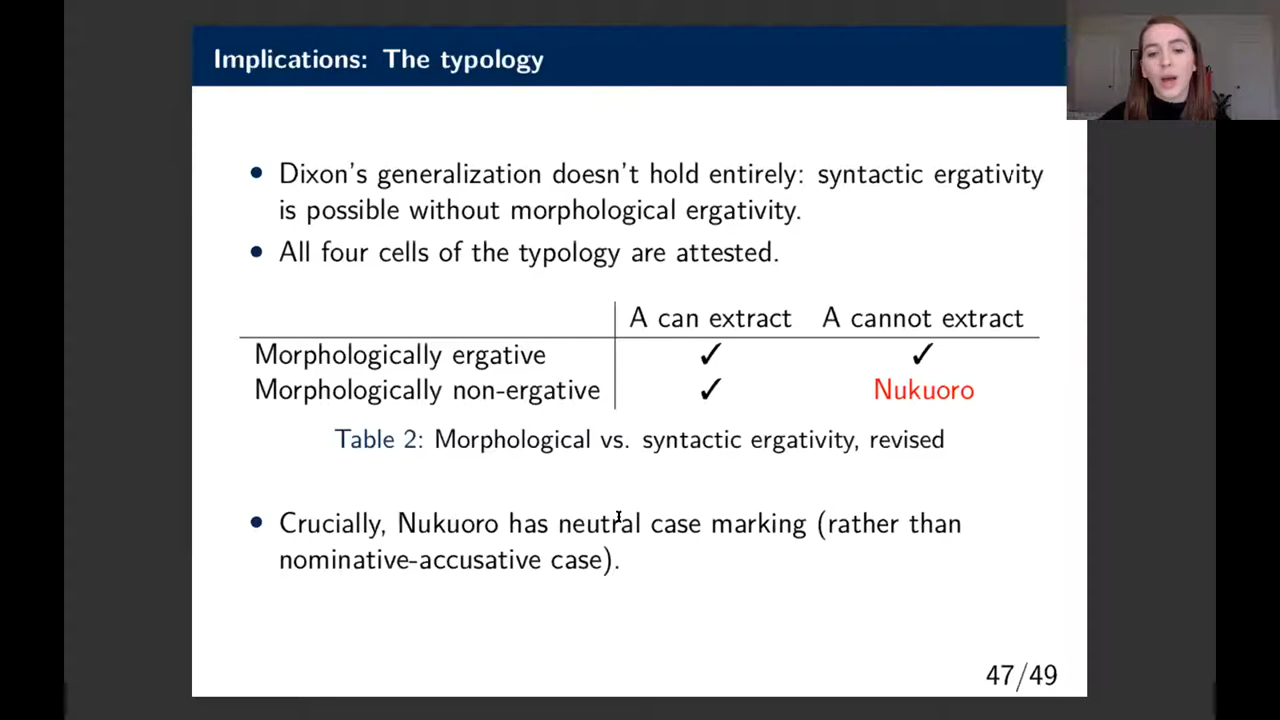 Implications: The typology
• Dixon's generalization doesn't hold entirely: syntactic ergativity
is possible without morphological ergativity.
• All four cells of the typology are attested.
A can extract A cannot extract
Morphologically ergative ✓ ✓
Morphologically non-ergative ✓ Nukuoro
Table 2: Morphological vs. syntactic ergativity, revised
• Crucially, Nukuoro has neutral case marking (rather than
nominative-accusative case).
47/49